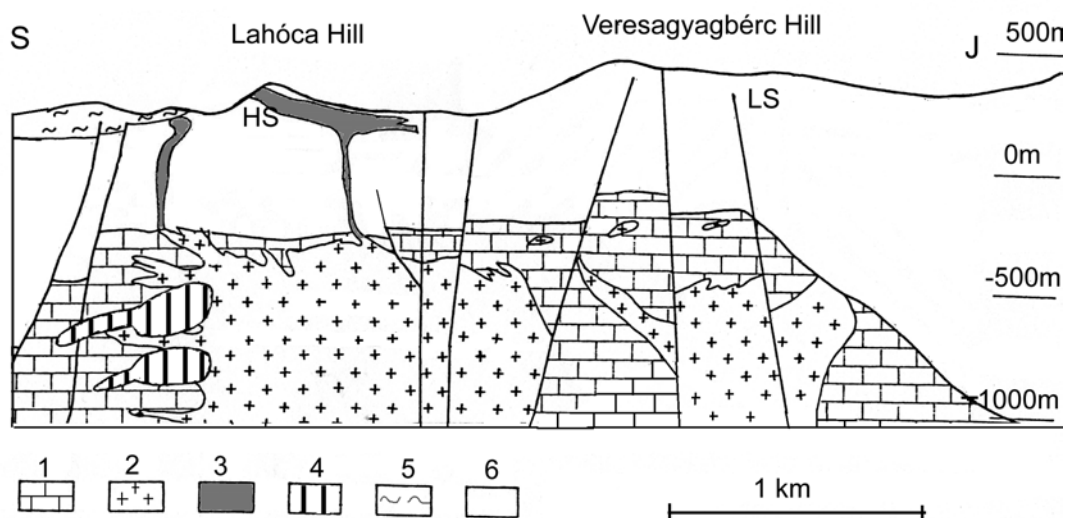 S
Lahóca Hill
Veresagyagbérc Hill
J
500m
HS
LS
0m
-500m
-1000m
1 2 3 4 5 6
1 km